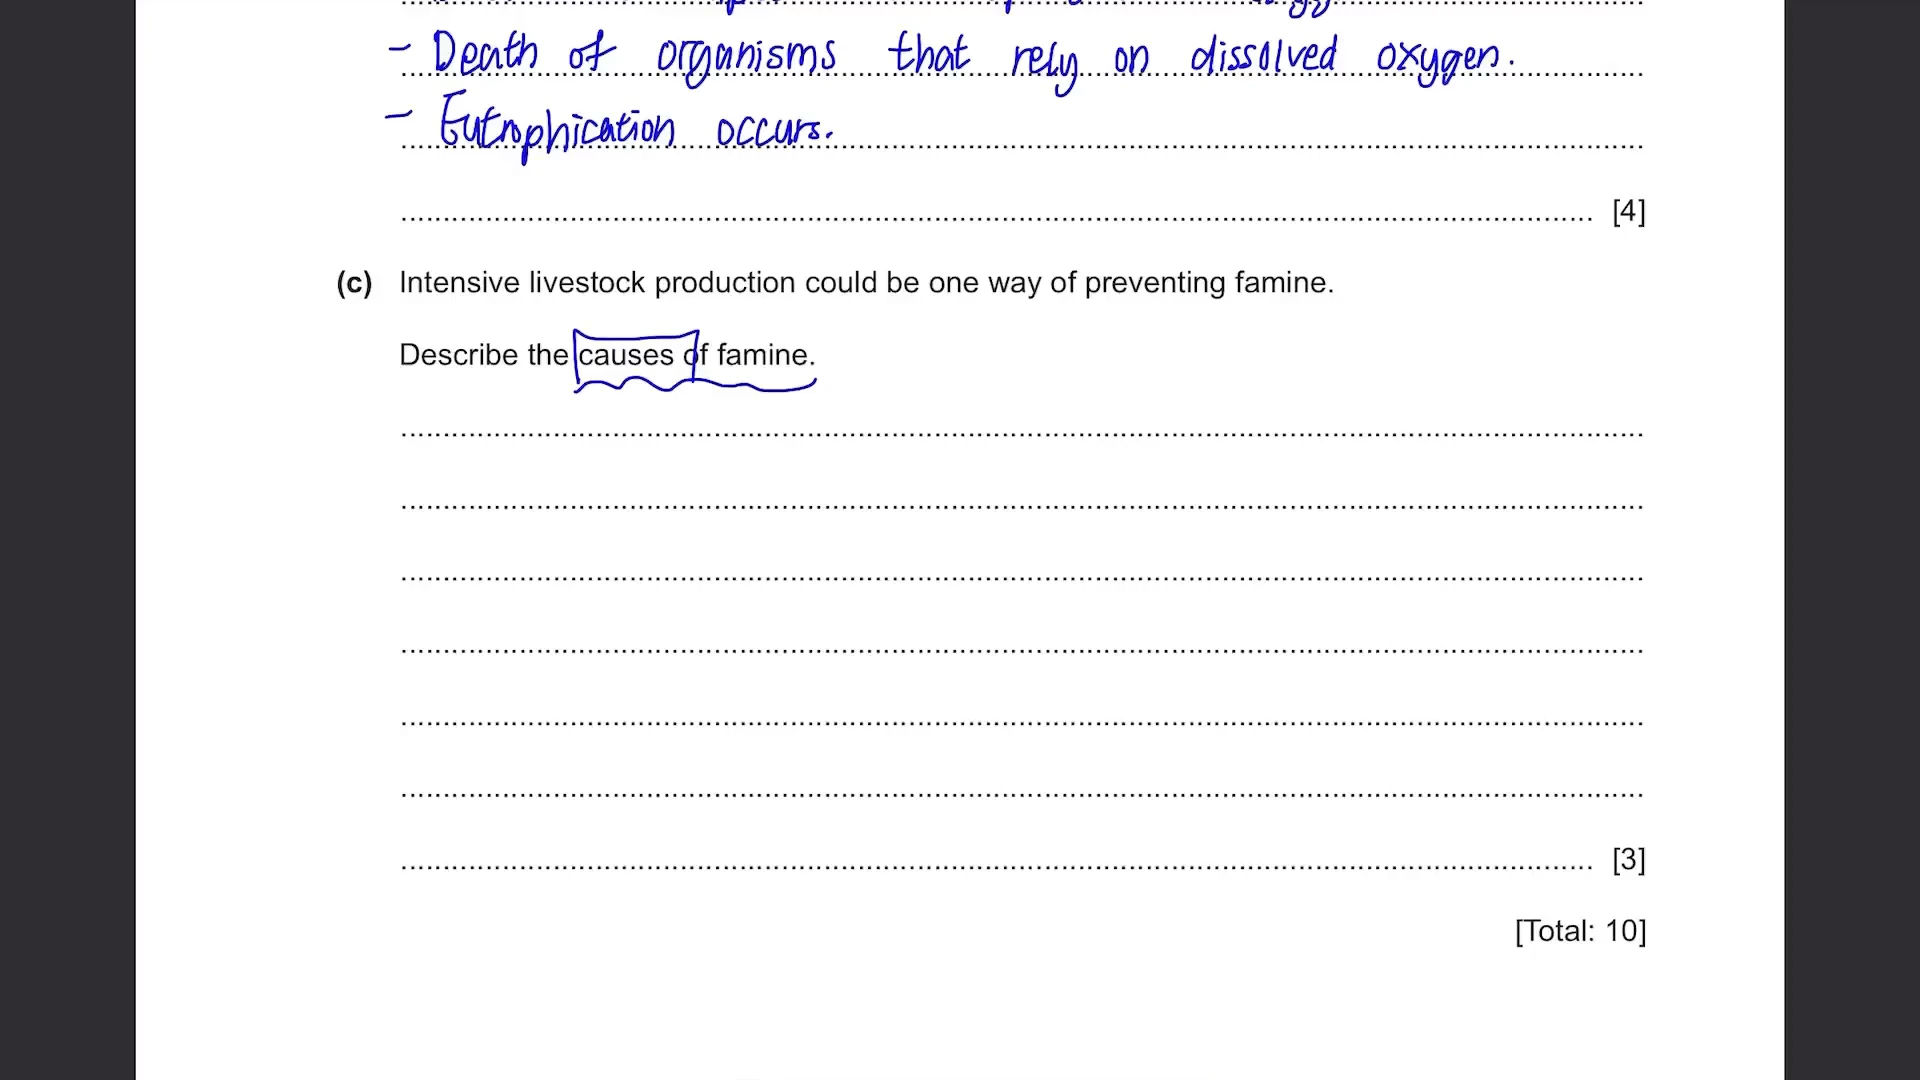 - Death of organisms that rely on dissolved oxygen.
- Eutrophication occurs.
[4]
(c) Intensive livestock production could be one way of preventing famine.
Describe the causes of famine.
[3]
[Total: 10]